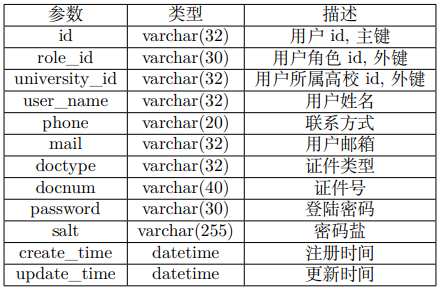 参数 类型 描述
id varchar(32) 用户 id, 主键
role_id varchar(30) 用户角色 id, 外键
university_id varchar(32) 用户所属高校 id, 外键
user_name varchar(32) 用户姓名
phone varchar(20) 联系方式
mail varchar(32) 用户邮箱
doctype varchar(32) 证件类型
docnum varchar(40) 证件号
password varchar(30) 登陆密码
salt varchar(255) 密码盐
create_time datetime 注册时间
update_time datetime 更新时间